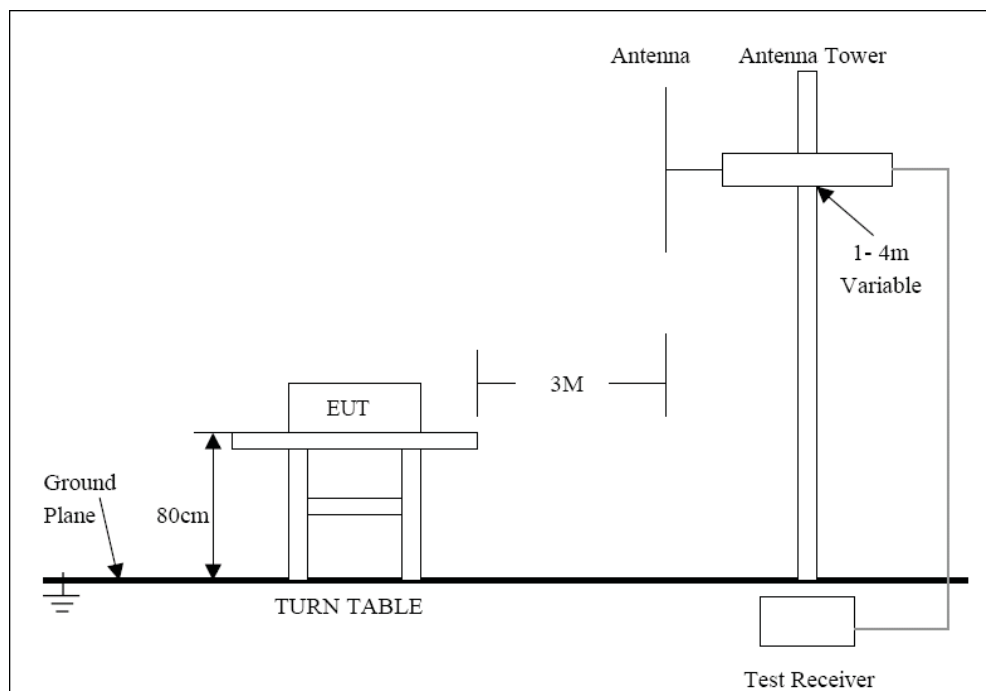 Antenna
Antenna Tower
1- 4m
Variable
3M
EUT
Ground
Plane
80cm
TURN TABLE
Test Receiver